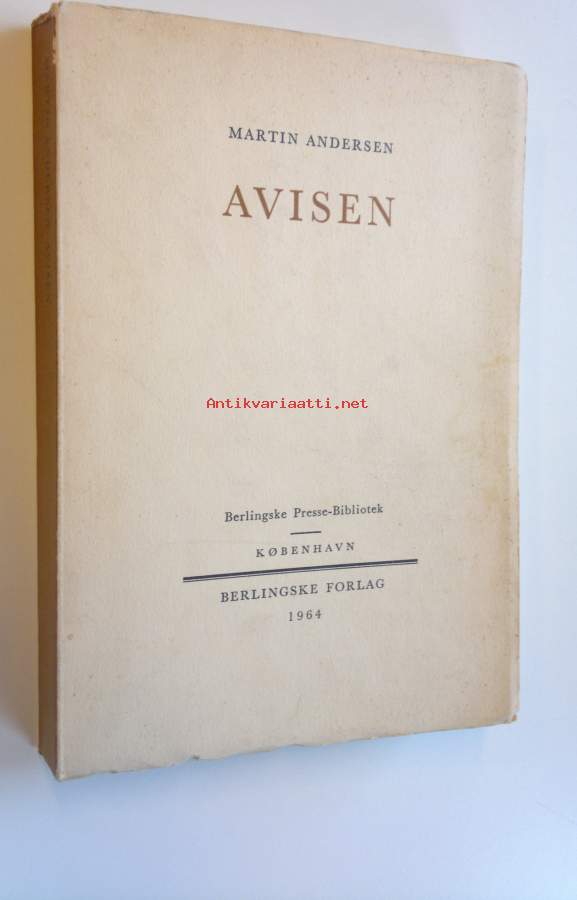 MARTIN ANDERSEN
AVISEN
Antikvariaatti.net
Berlingske Presse-Bibliotek
KØBENHAVN
BERLINGSKE FORLAG
1964